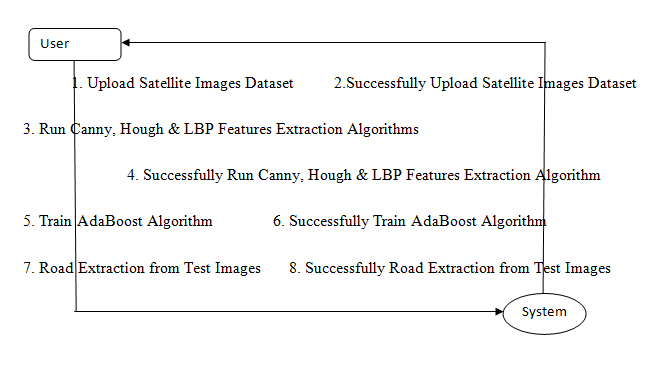 User
1. Upload Satellite Images Dataset
2.Successfully Upload Satellite Images Dataset
3. Run Canny, Hough & LBP Features Extraction Algorithms
4. Successfully Run Canny, Hough & LBP Features Extraction Algorithm
5. Train AdaBoost Algorithm
6. Successfully Train AdaBoost Algorithm
7. Road Extraction from Test Images
8. Successfully Road Extraction from Test Images
System